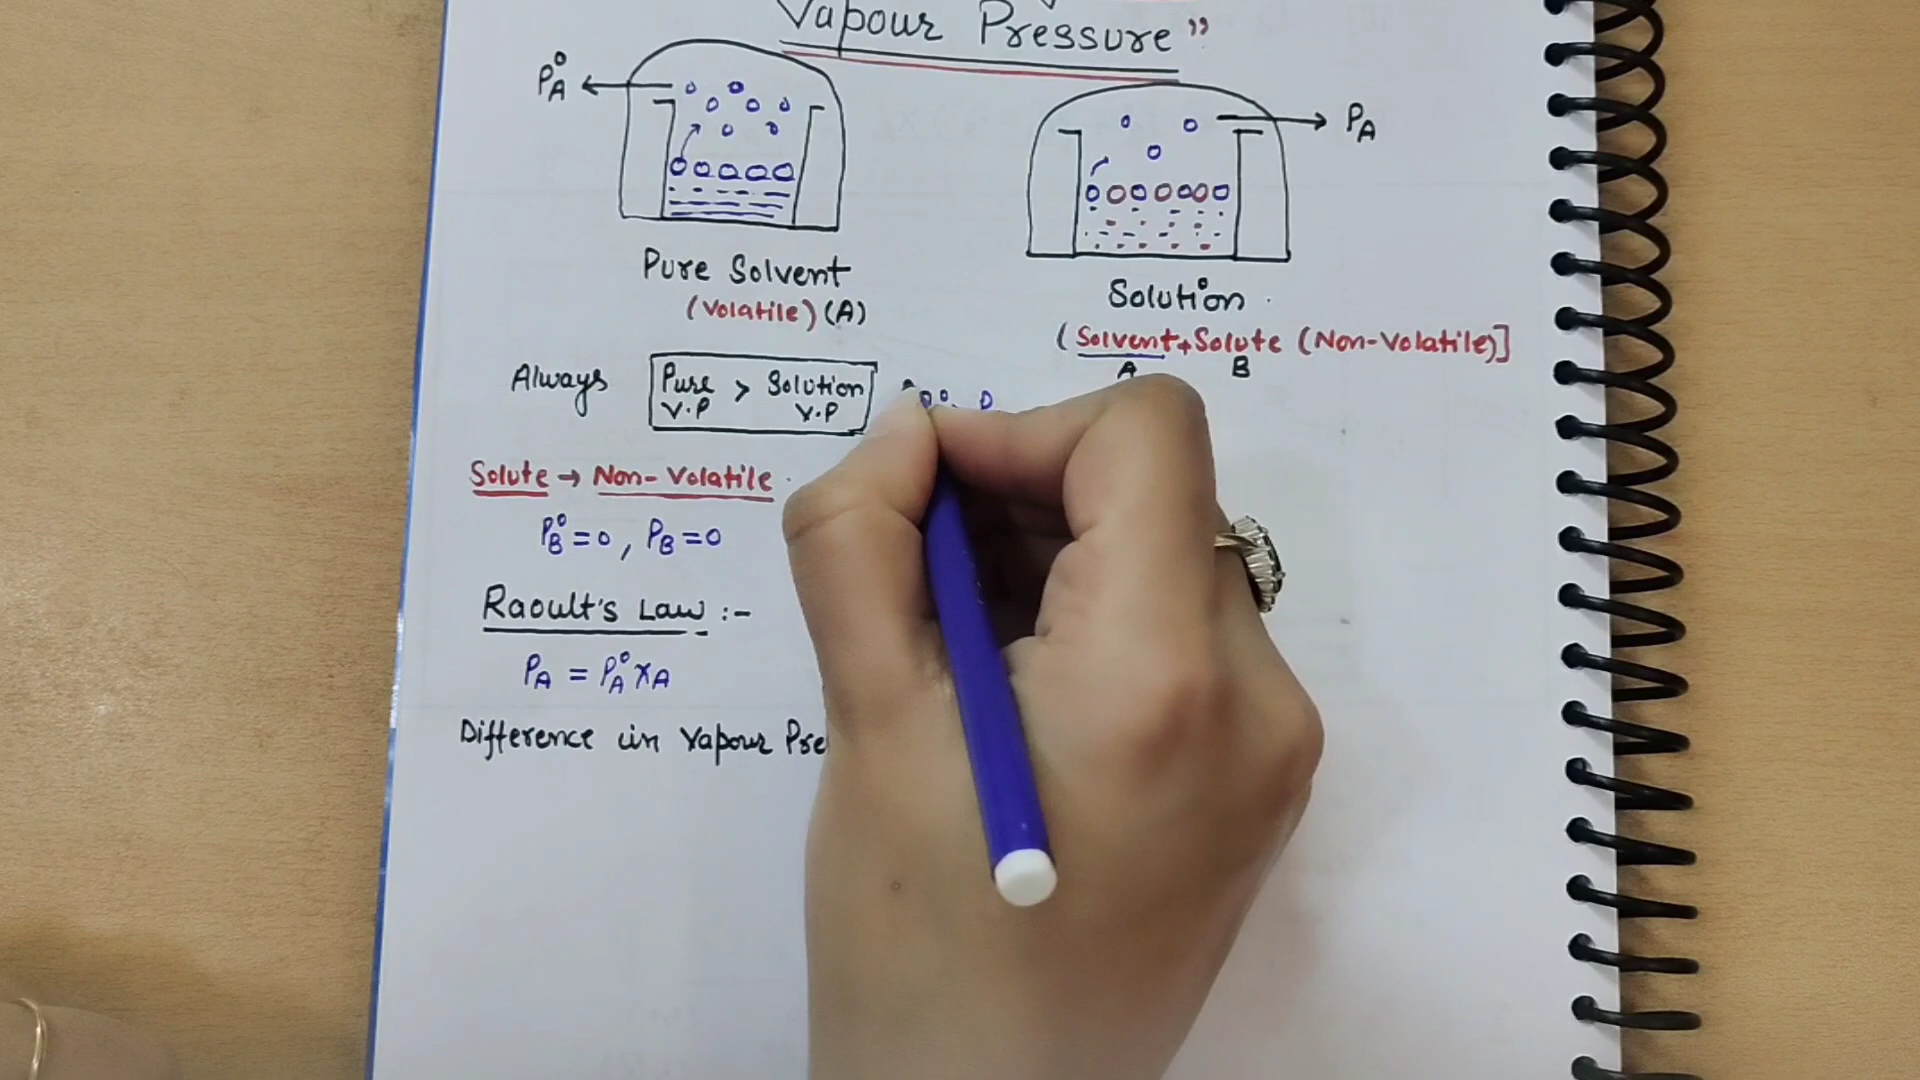 Vapour Pressure”
P°A
PA
Pure Solvent
(Volatile) (A)
Solution
(Solvent + Solute (Non-Volatile)]
A B
Always Pure V.P > Solution V.P
Solute → Non-Volatile
P°B = 0, PB = 0
Raoult's Law :-
PA = P°A XA
Difference in Vapour Pre